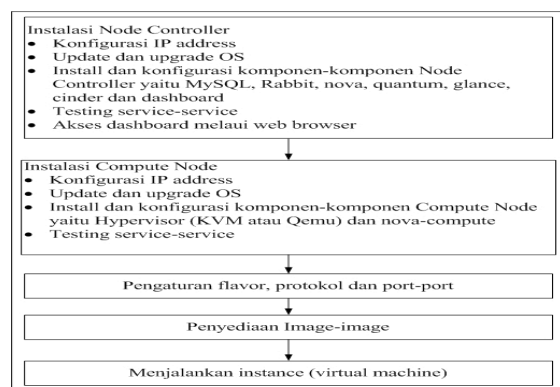 Instalasi Node Controller
• Konfigurasi IP address
• Update dan upgrade OS
• Install dan konfigurasi komponen-komponen Node
Controller yaitu MySQL, Rabbit, nova, quantum, glance,
cinder dan dashboard
• Testing service-service
• Akses dashboard melaui web browser
Instalasi Compute Node
• Konfigurasi IP address
• Update dan upgrade OS
• Install dan konfigurasi komponen-komponen Compute Node
yaitu Hypervisor (KVM atau Qemu) dan nova-compute
• Testing service-service
Pengaturan flavor, protokol dan port-port
Penyediaan Image-image
Menjalankan instance (virtual machine)